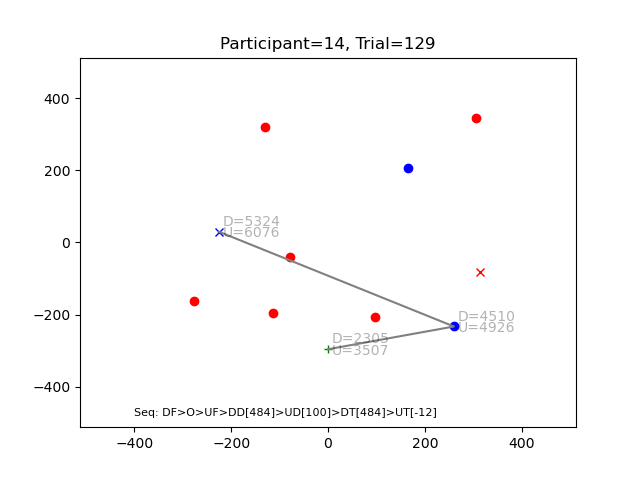 Participant=14, Trial=129
400
200
0
−200
−400
D=5324
U=6076
D=4510
U=4926
D=2305
U=3507
Seq: DF>O>UF>DD[484]>UD[100]>DT[484]>UT[-12]
−400
−200
0
200
400